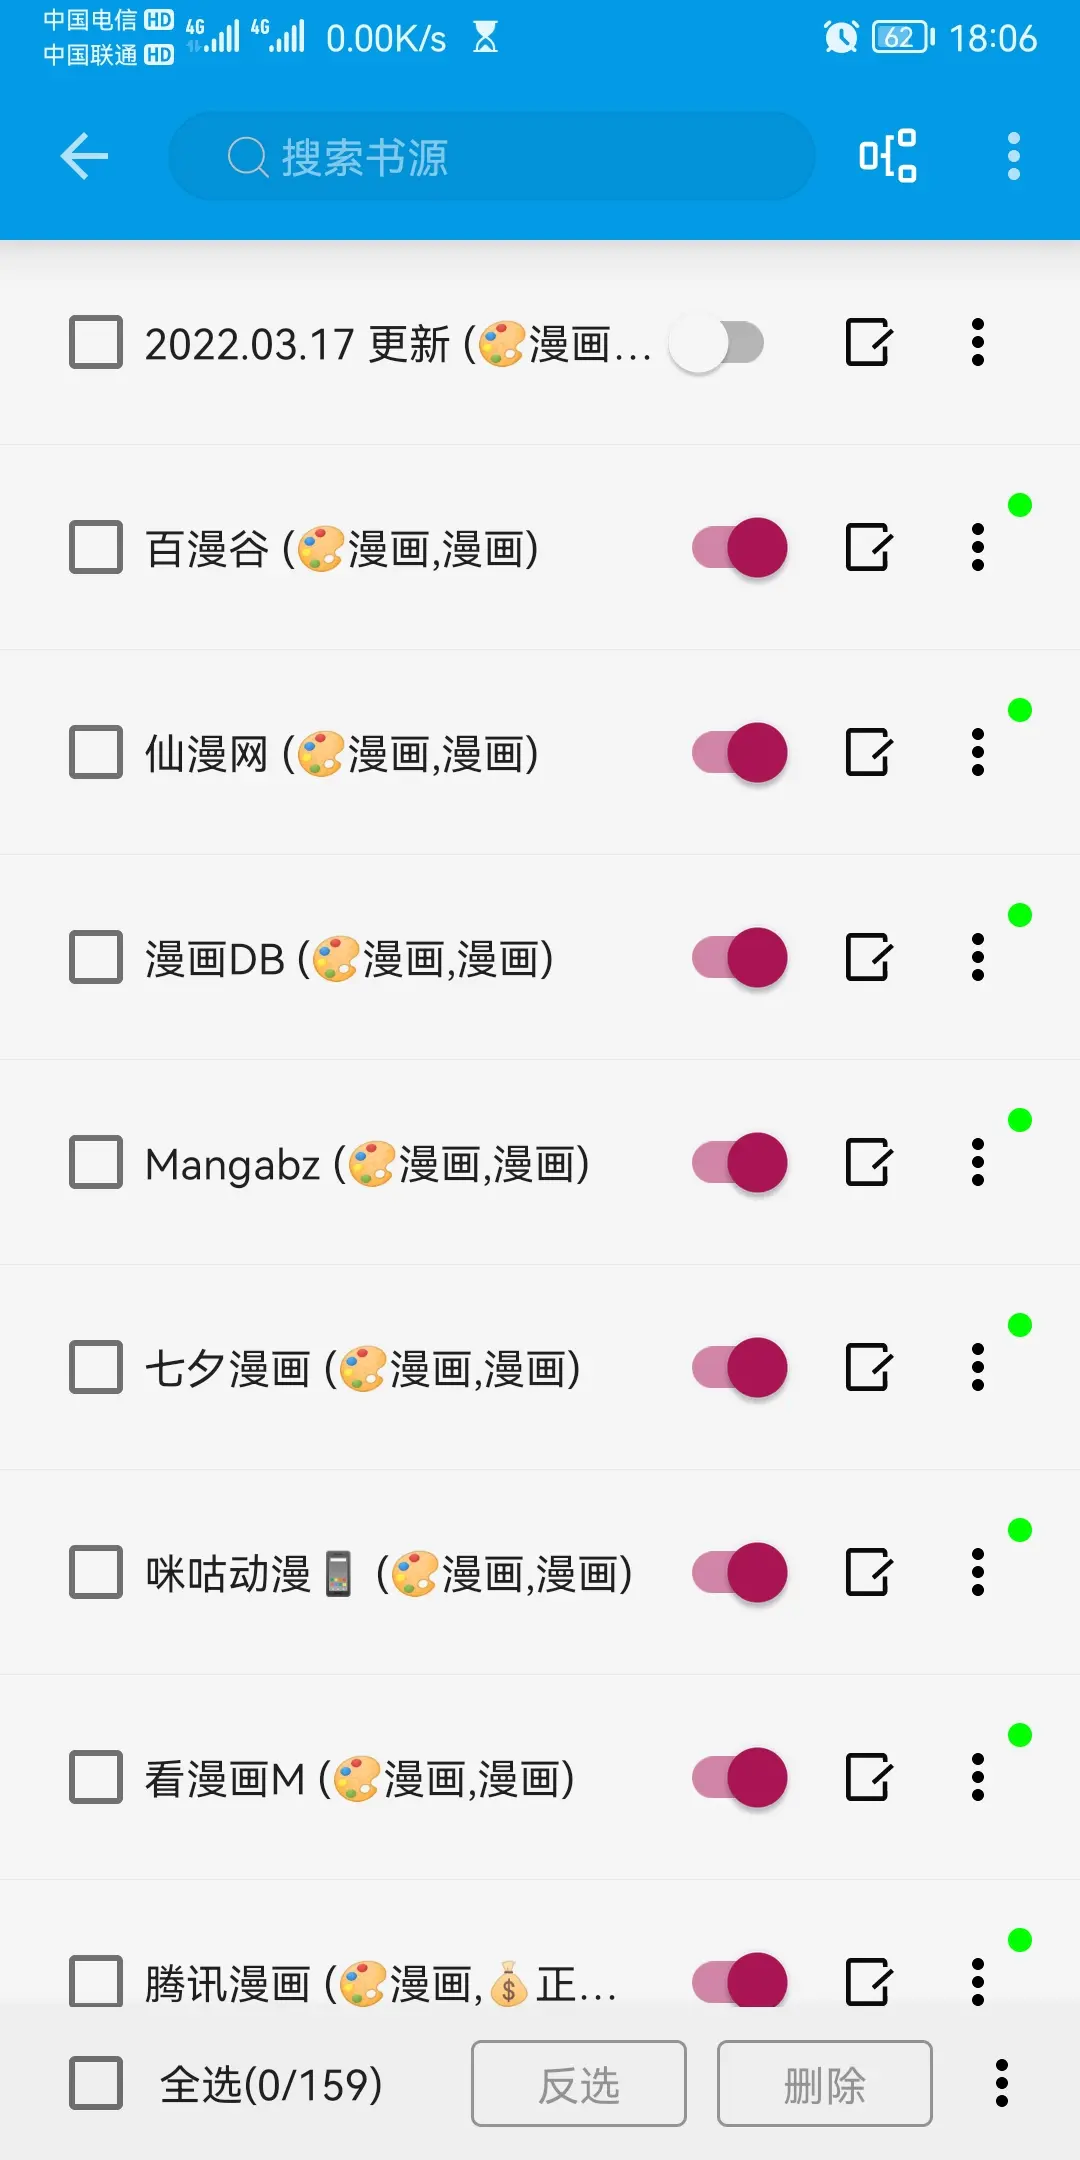 中国电信 HD 4G 4G 0.00K/s 62 18:06
中国联通 HD
搜索书源
2022.03.17 更新 (🎨漫画...
百漫谷 (🎨漫画,漫画)
仙漫网 (🎨漫画,漫画)
漫画DB (🎨漫画,漫画)
Mangabz (🎨漫画,漫画)
七夕漫画 (🎨漫画,漫画)
咪咕动漫📱 (🎨漫画,漫画)
看漫画M (🎨漫画,漫画)
腾讯漫画 (🎨漫画,💰正...
全选(0/159) 反选 删除